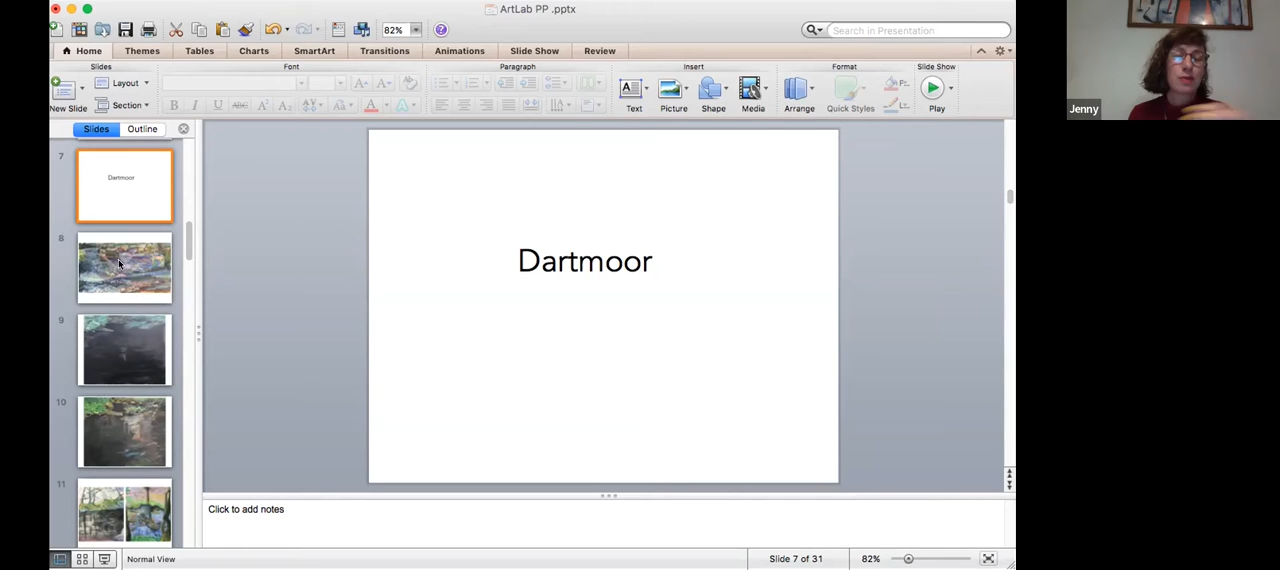 ArtLab PP .pptx
82%
Search in Presentation
Home Themes Tables Charts SmartArt Transitions Animations Slide Show Review
Slides Font Paragraph Insert Format Slide Show
New Slide Layout Section
Text Picture Shape Media Arrange Quick Styles Play
Slides Outline
7
Dartmoor
8
9
10
11
Dartmoor
Click to add notes
Normal View Slide 7 of 31 82%
Jenny